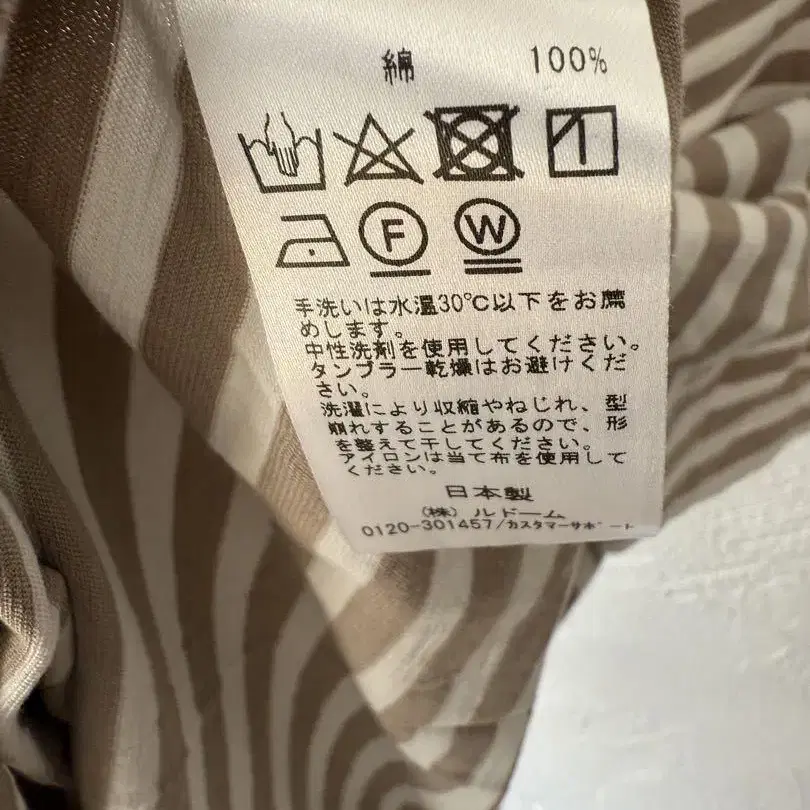 綿 100%
F W
手洗いは水温30℃以下をお薦
めします。
中性洗剤を使用してください。
タンブラー乾燥はお避けくだ
さい。
洗濯により収縮やねじれ、型
崩れすることがあるので、形
を整えて干してください。
アイロンは当て布を使用して
ください。
日本製
(株)ルドーム
0120-301457/カスタマーサポート